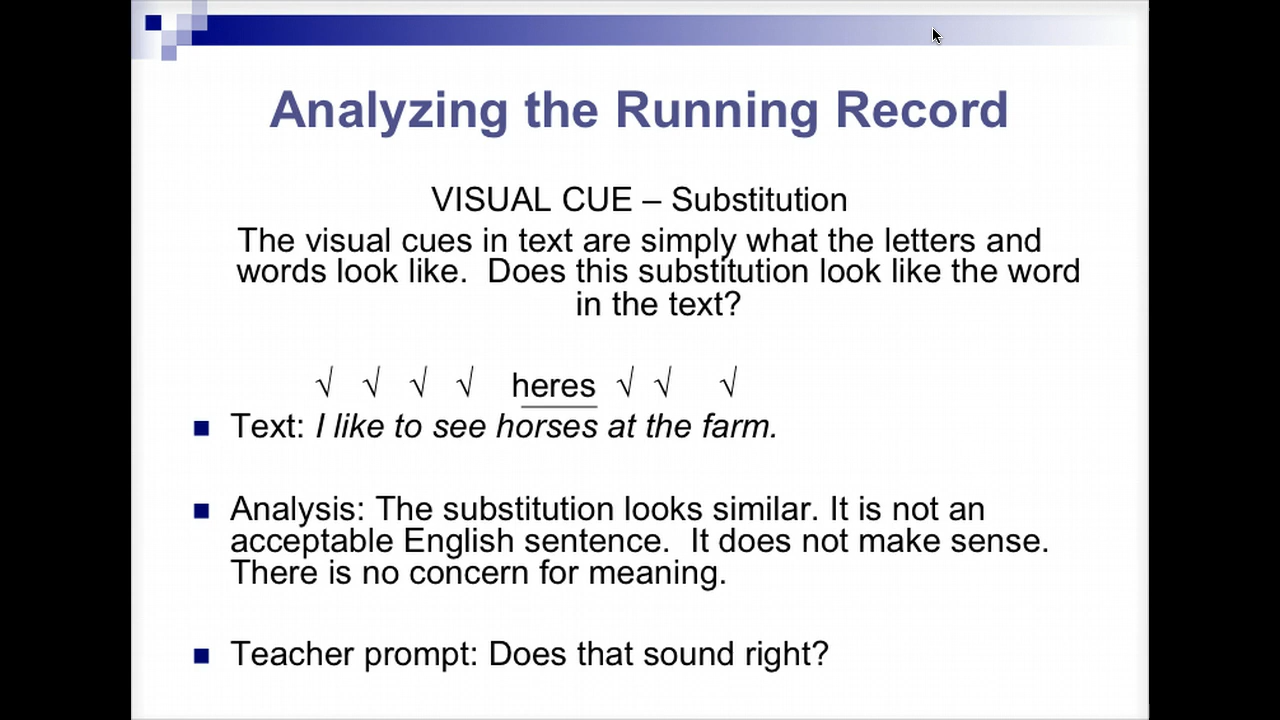 Analyzing the Running Record
VISUAL CUE – Substitution
The visual cues in text are simply what the letters and
words look like.  Does this substitution look like the word
in the text?
√ √ √ √ heres √ √ √
Text: I like to see horses at the farm.
Analysis: The substitution looks similar. It is not an
acceptable English sentence.  It does not make sense.
There is no concern for meaning.
Teacher prompt: Does that sound right?